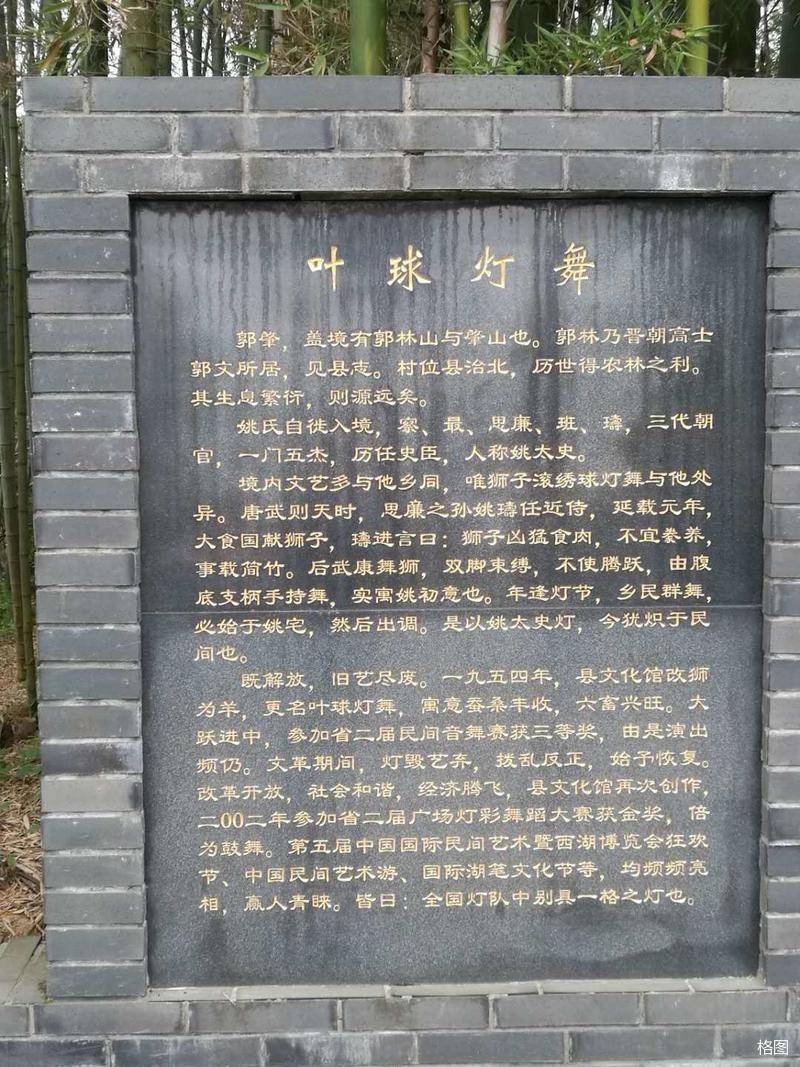 叶球灯舞
郭肇，盖境有郭林山与肇山也。郭林乃晋朝高士
郭文所居，见县志。村位县治北，历世得农林之利。
其生息繁衍，则源远矣。
姚氏自徙入境，察、最、思廉、班、璹，三代朝
官，一门五杰，历任史臣，人称姚太史。
境内文艺多与他乡同，唯狮子滚绣球灯舞与他处
异。唐武则天时，思廉之孙姚璹任近侍，延载元年，
大食国献狮子，璹进言曰：狮子凶猛食肉，不宜豢养，
事载简竹。后武康舞狮，双脚束缚，不使腾跃，由腹
底支柄手持舞，实寓姚初意也。年逢灯节，乡民群舞，
必始于姚宅，然后出调。是以姚太史灯，今犹炽于民
间也。
既解放，旧艺尽废。一九五四年，县文化馆改狮
为羊，更名叶球灯舞，寓意蚕桑丰收，六畜兴旺。大
跃进中，参加省二届民间音舞赛获三等奖，由是演出
频仍。文革期间，灯毁艺弃，拨乱反正，始予恢复。
改革开放，社会和谐，经济腾飞，县文化馆再次创作，
二00二年参加省二届广场灯彩舞蹈大赛获金奖，倍
为鼓舞。第五届中国国际民间艺术暨西湖博览会狂欢
节、中国民间艺术游、国际湖笔文化节等，均频频亮
相，赢人青睐。皆曰：全国灯队中别具一格之灯也。
格图